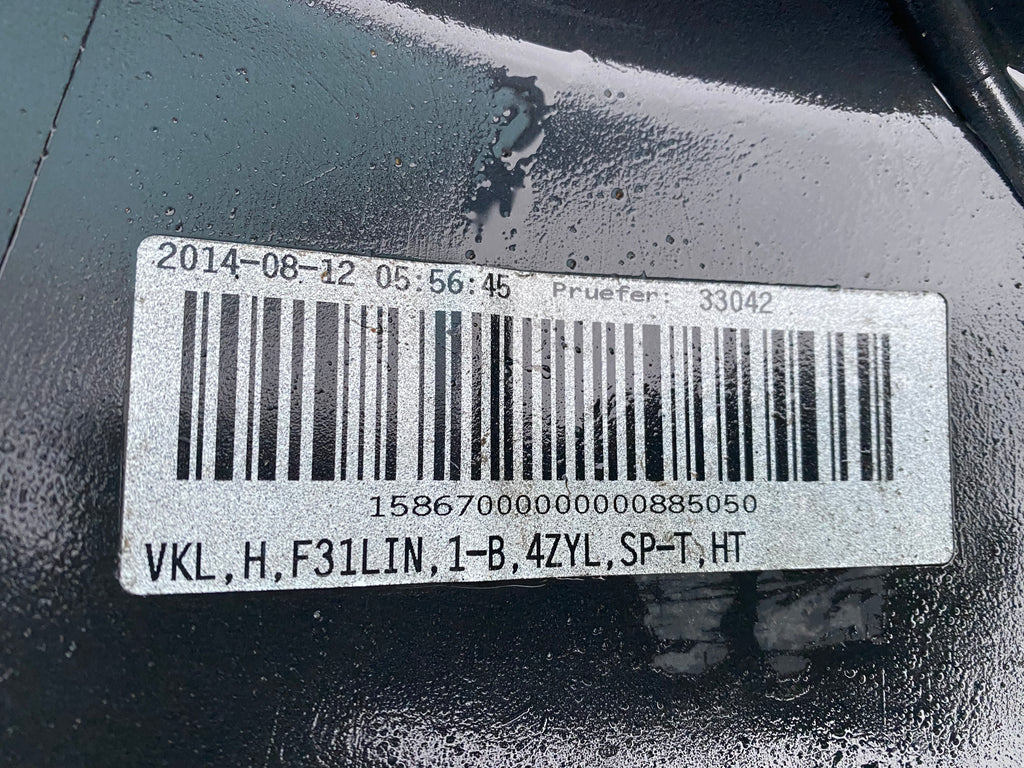 2014-08-12 05:56:45 Pruefer: 33042
15867000000000885050
VKL,H,F31LIN,1-B,4ZYL,SP-T,HT